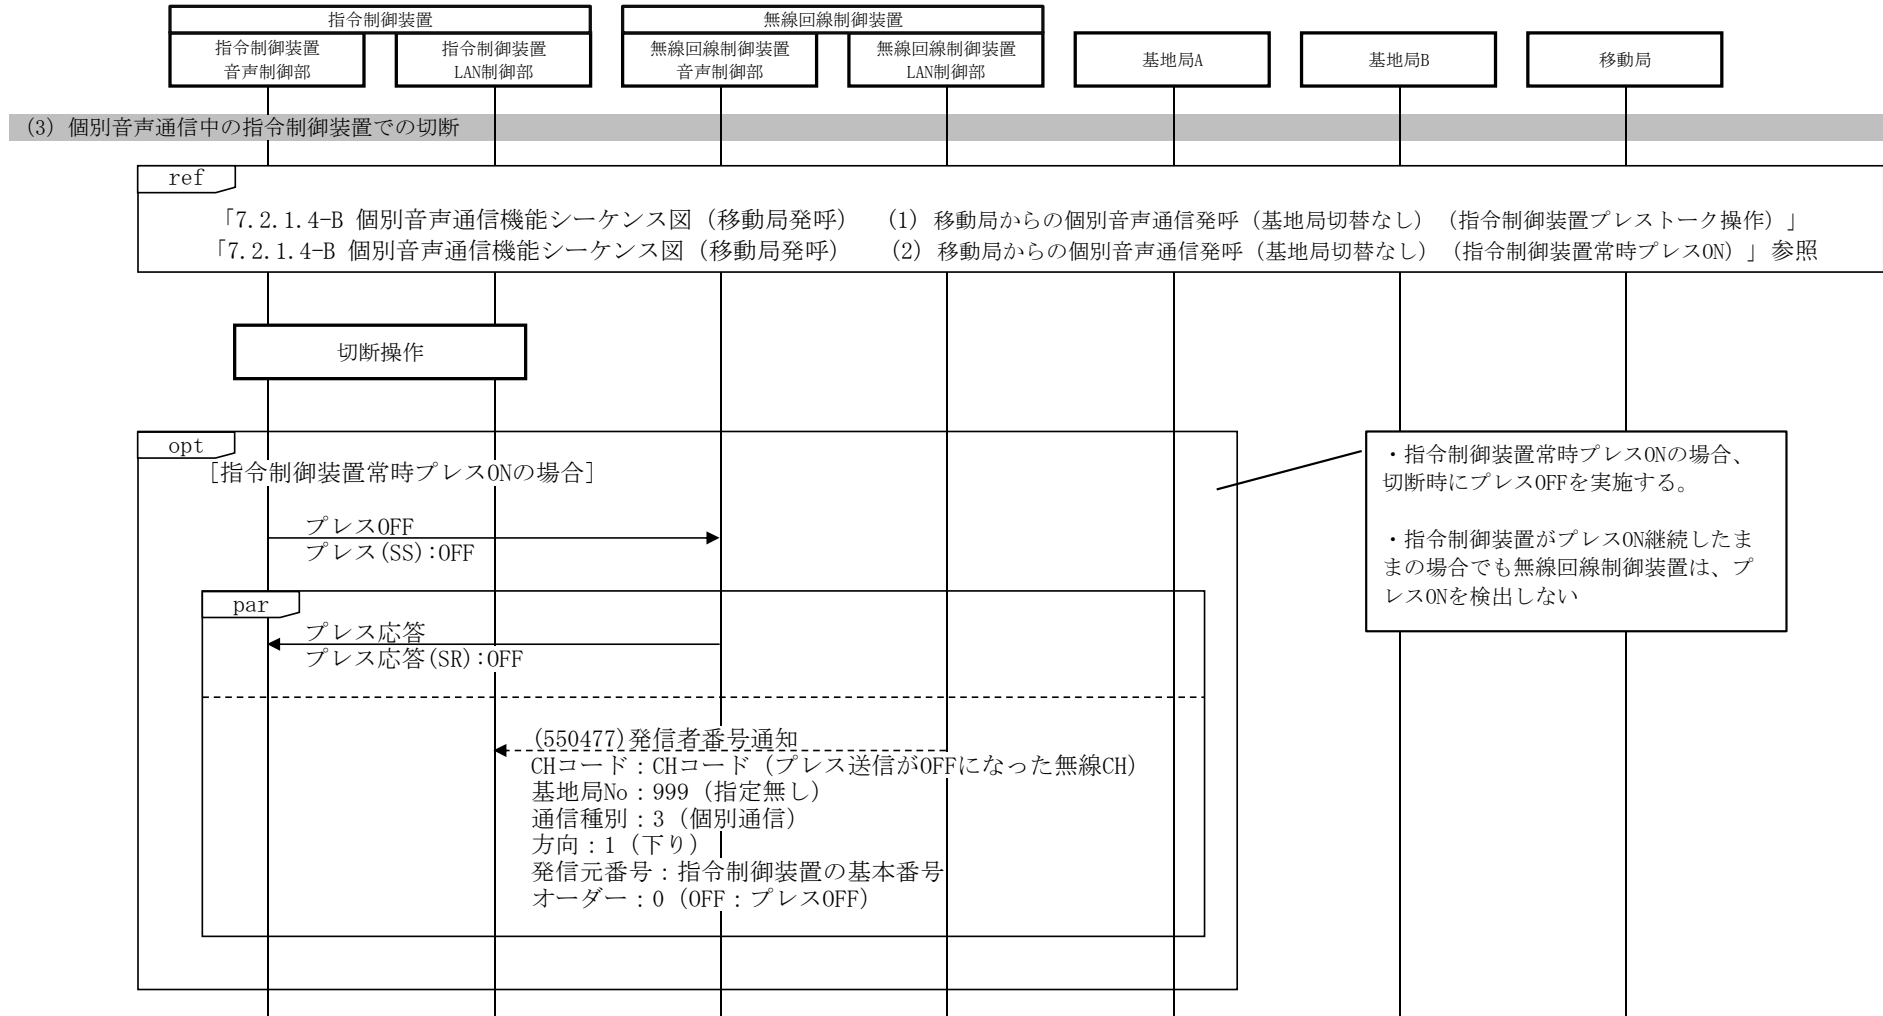 指令制御装置
無線回線制御装置
指令制御装置
音声制御部
指令制御装置
LAN制御部
無線回線制御装置
音声制御部
無線回線制御装置
LAN制御部
基地局A
基地局B
移動局
(3) 個別音声通信中の指令制御装置での切断
ref
「7.2.1.4-B 個別音声通信機能シーケンス図（移動局発呼） (1) 移動局からの個別音声通信発呼（基地局切替なし）（指令制御装置プレストーク操作）」
「7.2.1.4-B 個別音声通信機能シーケンス図（移動局発呼） (2) 移動局からの個別音声通信発呼（基地局切替なし）（指令制御装置常時プレスON）」参照
切断操作
opt
[指令制御装置常時プレスONの場合]
・指令制御装置常時プレスONの場合、
切断時にプレスOFFを実施する。
・指令制御装置がプレスON継続したま
まの場合でも無線回線制御装置は、プ
レスONを検出しない
プレスOFF
プレス(SS):OFF
par
プレス応答
プレス応答(SR):OFF
(550477)発信者番号通知
CHコード：CHコード（プレス送信がOFFになった無線CH）
基地局No：999（指定無し）
通信種別：3（個別通信）
方向：1（下り）
発信元番号：指令制御装置の基本番号
オーダー：0（OFF：プレスOFF）